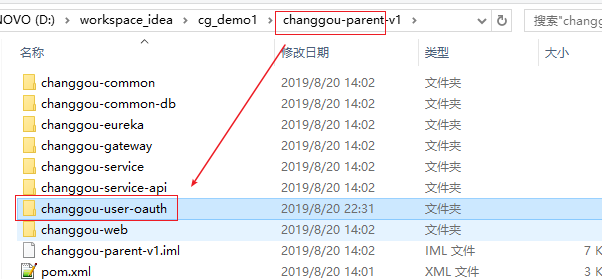 NOVO (D:) › workspace_idea › cg_demo1 › changgou-parent-v1 ›
搜索"changg
名称 修改日期 类型
changgou-common 2019/8/20 14:02 文件夹
changgou-common-db 2019/8/20 14:02 文件夹
changgou-eureka 2019/8/20 14:02 文件夹
changgou-gateway 2019/8/20 14:02 文件夹
changgou-service 2019/8/20 14:02 文件夹
changgou-service-api 2019/8/20 14:02 文件夹
changgou-user-oauth 2019/8/20 22:31 文件夹
changgou-web 2019/8/20 14:02 文件夹
changgou-parent-v1.iml 2019/8/20 14:02 IML 文件 7 K
pom.xml 2019/8/20 14:01 XML 文件 2 K